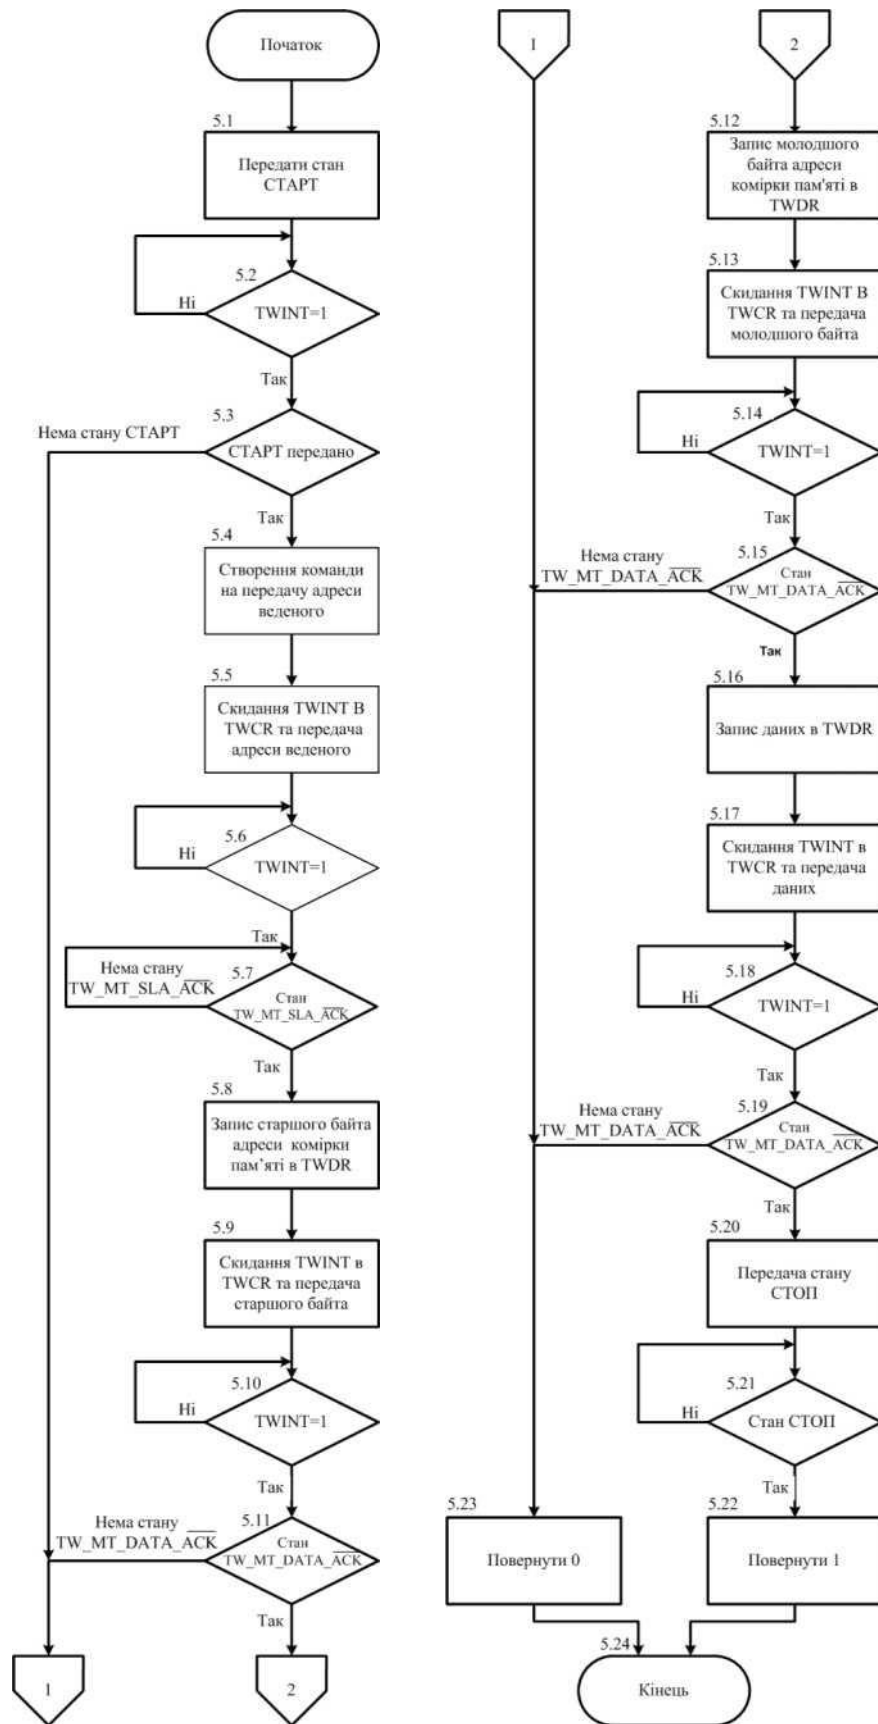 Початок
5.1
Передати стан
СТАРТ
5.2
Ні
TWINT=1
Так
5.3
Нема стану СТАРТ
СТАРТ передано
Так
5.4
Створення команди
на передачу адреси
веденого
5.5
Скидання TWINT В
TWCR та передача
адреси веденого
5.6
Ні
TWINT=1
Так
Нема стану
TW_MT_SLA_A̅C̅K̅
5.7
Стан
TW_MT_SLA_A̅C̅K̅
Так
5.8
Запис старшого байта
адреси комірки
пам’яті в TWDR
5.9
Скидання TWINT в
TWCR та передача
старшого байта
5.10
Ні
TWINT=1
Так
5.11
Нема стану
TW_MT_DATA_A̅C̅K̅
Стан
TW_MT_DATA_A̅C̅K̅
Так
1
2
1
2
5.12
Запис молодшого
байта адреси
комірки пам'яті в
TWDR
5.13
Скидання TWINT В
TWCR та передача
молодшого байта
5.14
Ні
TWINT=1
Так
5.15
Нема стану
TW_MT_DATA_A̅C̅K̅
Стан
TW_MT_DATA_A̅C̅K̅
Так
5.16
Запис даних в TWDR
5.17
Скидання TWINT в
TWCR та передача
даних
5.18
Ні
TWINT=1
Так
5.19
Нема стану
TW_MT_DATA_A̅C̅K̅
Стан
TW_MT_DATA_A̅C̅K̅
Так
5.20
Передача стану
СТОП
5.21
Ні
Стан СТОП
Так
5.23
Повернути 0
5.22
Повернути 1
5.24
Кінець